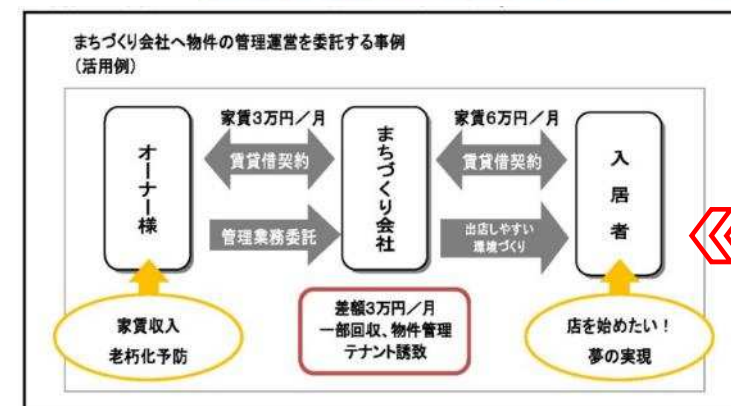 まちづくり会社へ物件の管理運営を委託する事例
(活用例)
家賃3万円／月
家賃6万円／月
オーナー様
賃貸借契約
まちづくり会社
賃貸借契約
入居者
管理業務委託
出店しやすい
環境づくり
家賃収入
老朽化予防
差額3万円／月
一部回収、物件管理
テナント誘致
店を始めたい！
夢の実現